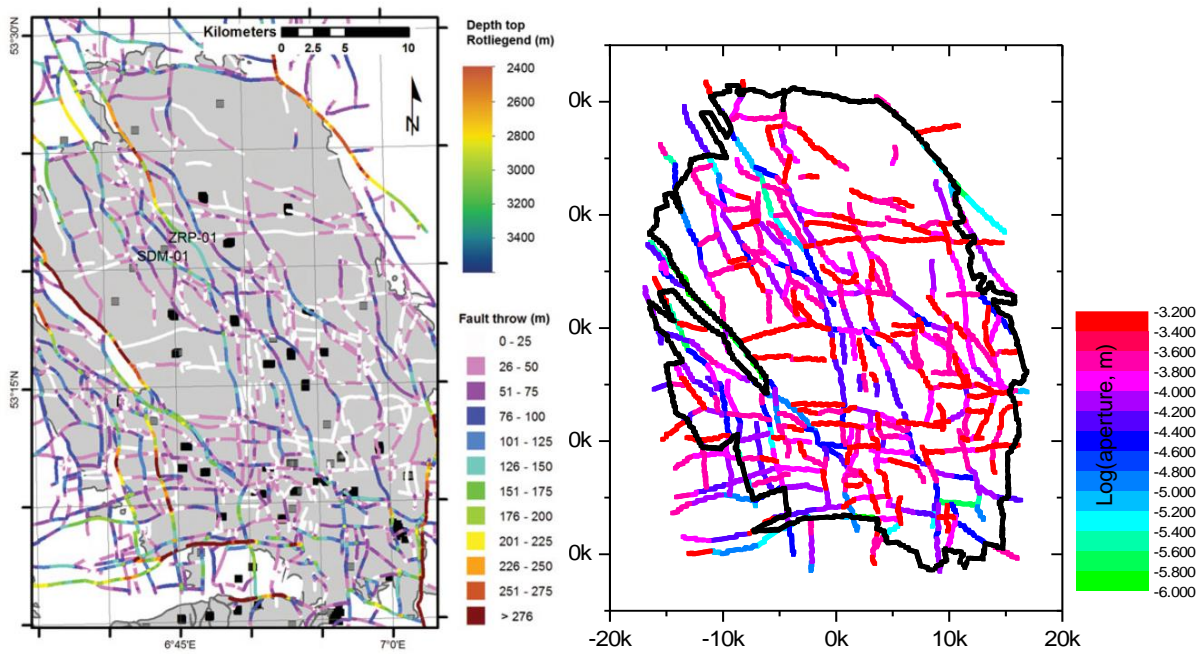 Kilometers
0 2.5 5 10
Depth top
Rotliegend (m)
2400
2600
2800
3000
3200
3400
N
53°30'N
53°15'N
ZRP-01
SDM-01
Fault throw (m)
0 - 25
26 - 50
51 - 75
76 - 100
101 - 125
126 - 150
151 - 175
176 - 200
201 - 225
226 - 250
251 - 275
> 276
6°45'E
7°0'E
0k
0k
0k
0k
0k
-20k
-10k
0k
10k
20k
Log(aperture, m)
-3.200
-3.400
-3.600
-3.800
-4.000
-4.200
-4.400
-4.600
-4.800
-5.000
-5.200
-5.400
-5.600
-5.800
-6.000